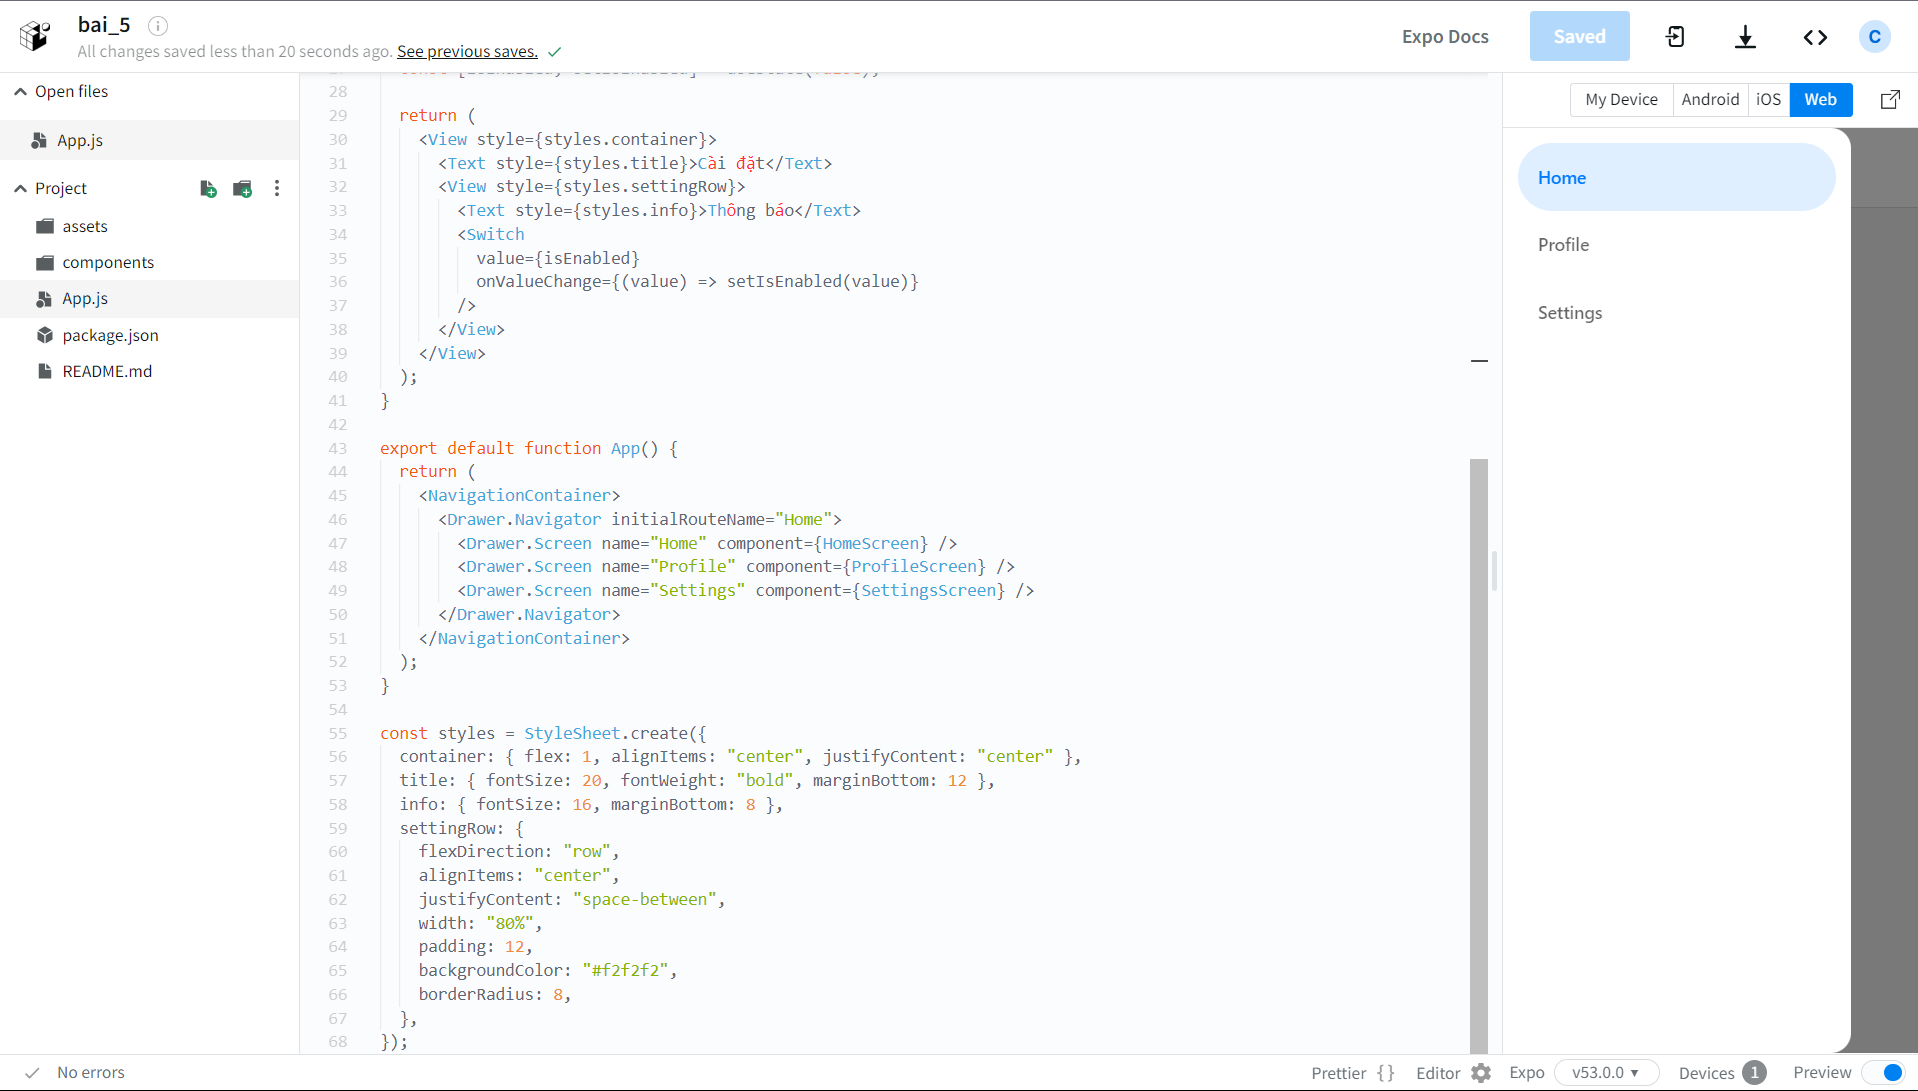 bai_5
All changes saved less than 20 seconds ago. See previous saves.
Expo Docs
Saved
C
Open files
App.js
Project
assets
components
App.js
package.json
README.md
28
29 return (
30 <View style={styles.container}>
31 <Text style={styles.title}>Cài đặt</Text>
32 <View style={styles.settingRow}>
33 <Text style={styles.info}>Thông báo</Text>
34 <Switch
35 value={isEnabled}
36 onValueChange={(value) => setIsEnabled(value)}
37 />
38 </View>
39 </View>
40 );
41 }
42
43 export default function App() {
44 return (
45 <NavigationContainer>
46 <Drawer.Navigator initialRouteName="Home">
47 <Drawer.Screen name="Home" component={HomeScreen} />
48 <Drawer.Screen name="Profile" component={ProfileScreen} />
49 <Drawer.Screen name="Settings" component={SettingsScreen} />
50 </Drawer.Navigator>
51 </NavigationContainer>
52 );
53 }
54
55 const styles = StyleSheet.create({
56 container: { flex: 1, alignItems: "center", justifyContent: "center" },
57 title: { fontSize: 20, fontWeight: "bold", marginBottom: 12 },
58 info: { fontSize: 16, marginBottom: 8 },
59 settingRow: {
60 flexDirection: "row",
61 alignItems: "center",
62 justifyContent: "space-between",
63 width: "80%",
64 padding: 12,
65 backgroundColor: "#f2f2f2",
66 borderRadius: 8,
67 },
68 });
My Device Android iOS Web
Home
Profile
Settings
No errors
Prettier {} Editor Expo v53.0.0 Devices 1 Preview